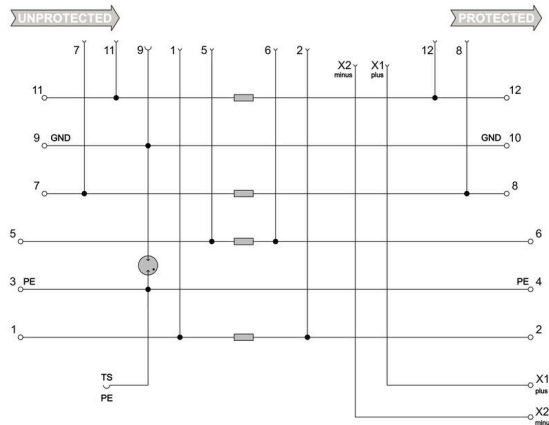 UNPROTECTED PROTECTED
7 11 9 1 5 6 2 X2 X1 12 8
minus plus
11 12
9 GND GND 10
7 8
5 6
3 PE PE 4
1 2
TS X1
plus
PE
X2
minus